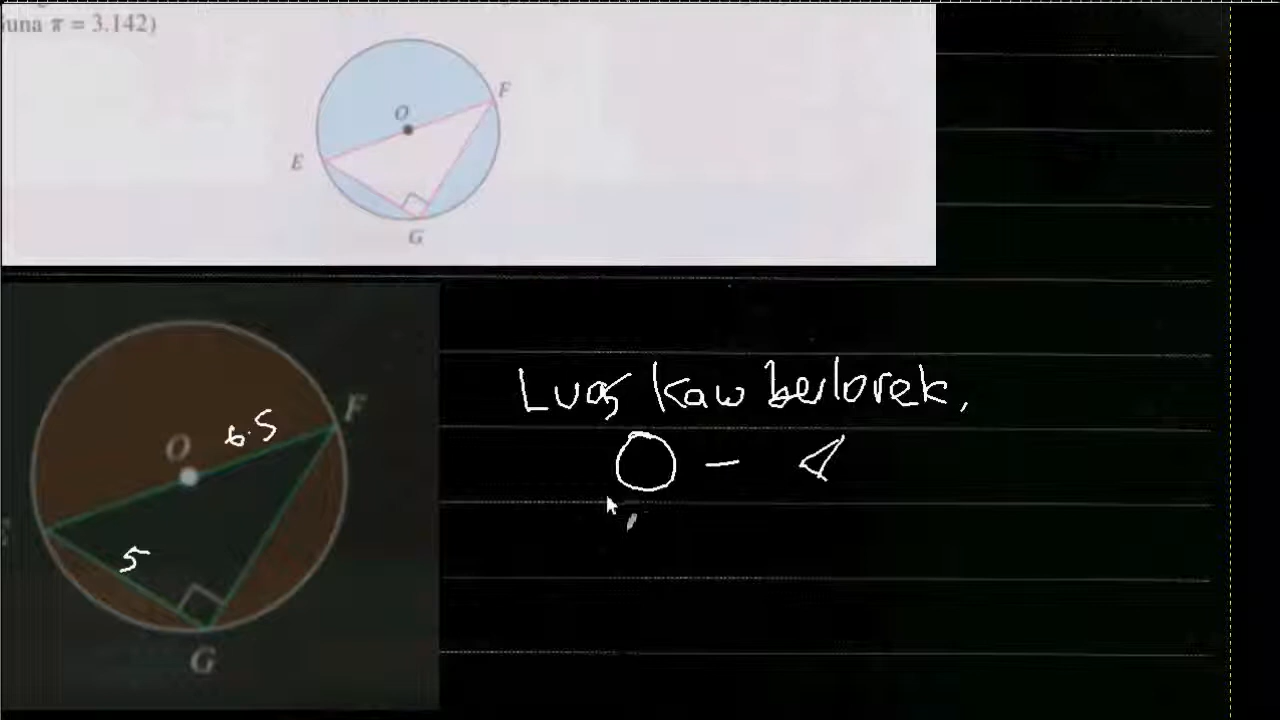 una π = 3.142)
F
O
E
G
F
6.5
O
5
G
Luas kaw berlorek,
O - △